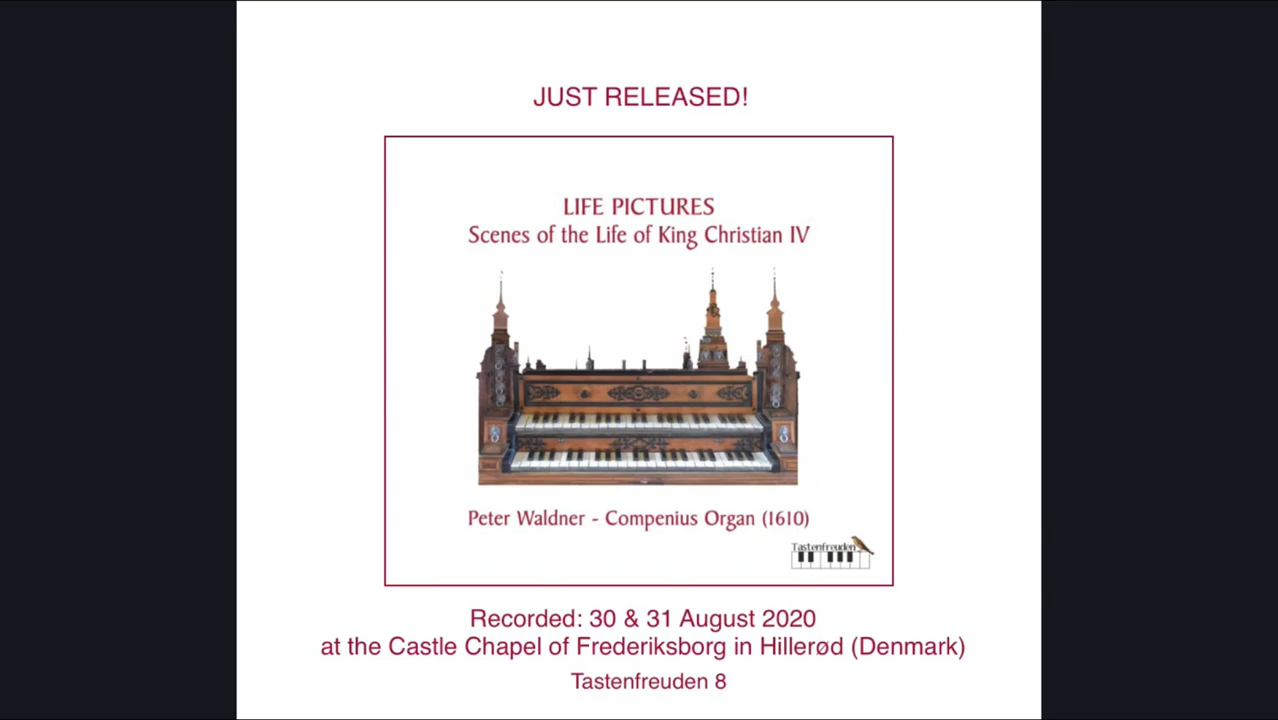 JUST RELEASED!
LIFE PICTURES
Scenes of the Life of King Christian IV
Peter Waldner - Compenius Organ (1610)
Tastenfreuden
Recorded: 30 & 31 August 2020
at the Castle Chapel of Frederiksborg in Hillerød (Denmark)
Tastenfreuden 8